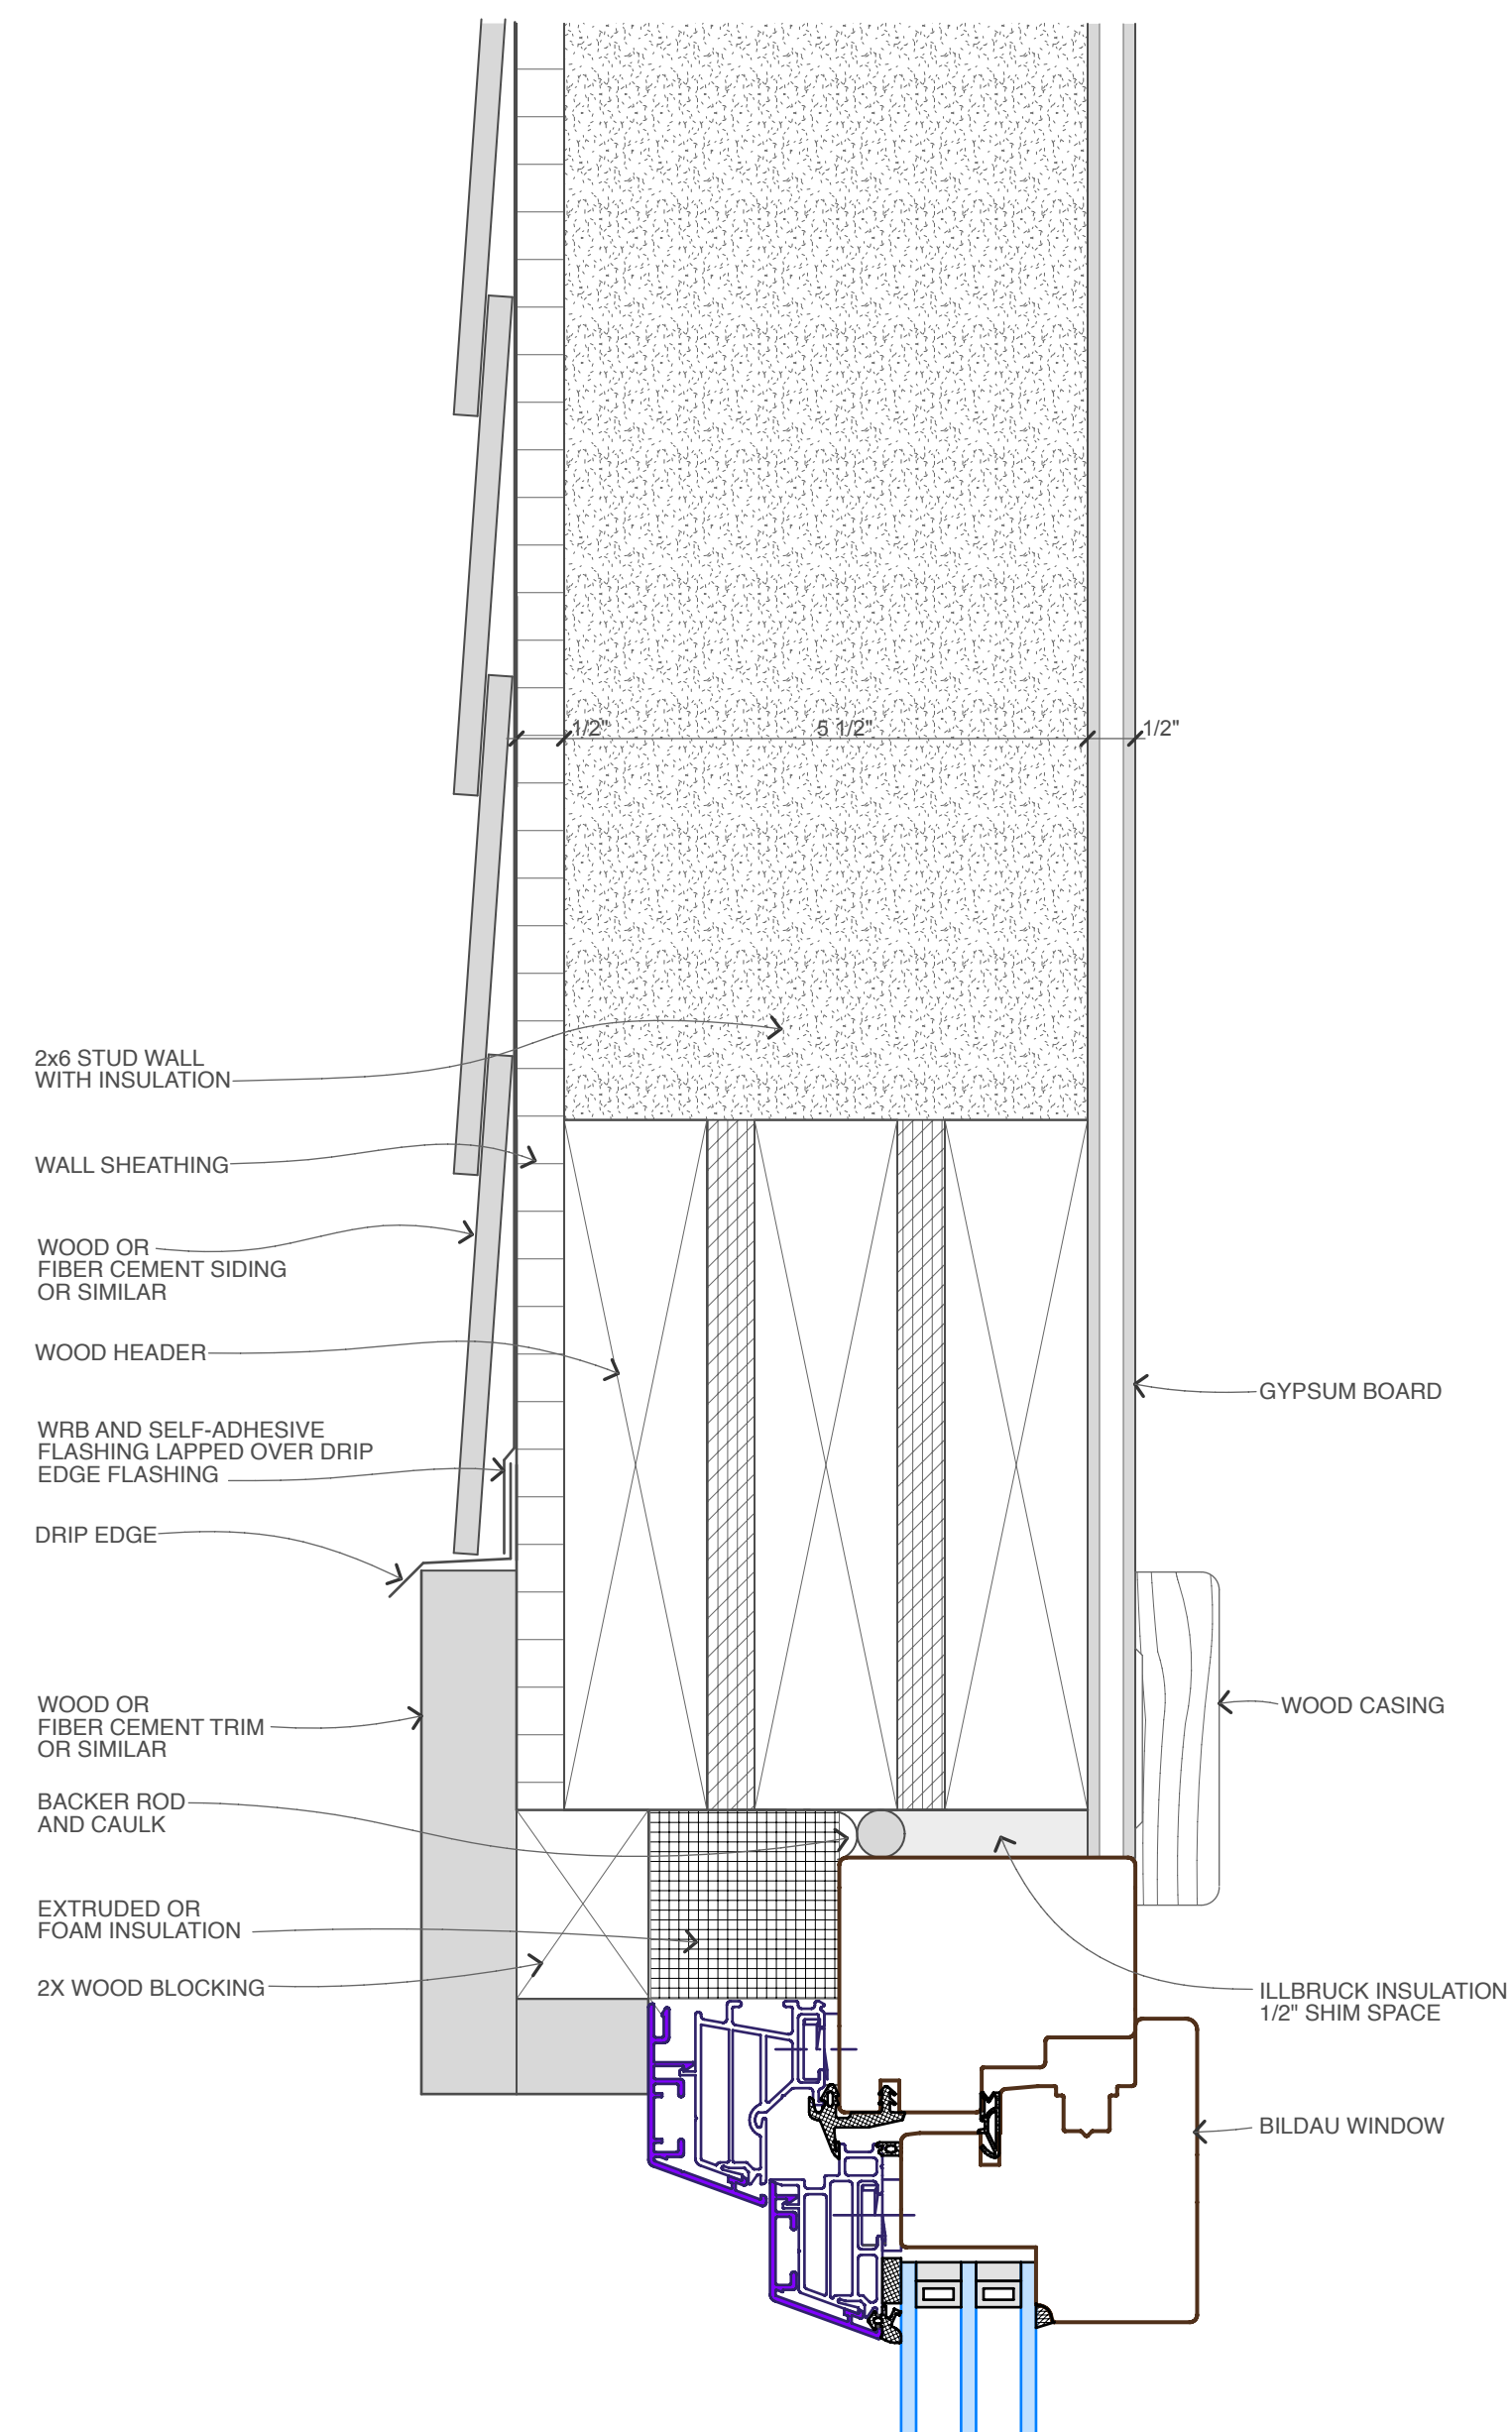 1/2" 5 1/2" 1/2"
2x6 STUD WALL
WITH INSULATION
WALL SHEATHING
WOOD OR
FIBER CEMENT SIDING
OR SIMILAR
WOOD HEADER
GYPSUM BOARD
WRB AND SELF-ADHESIVE
FLASHING LAPPED OVER DRIP
EDGE FLASHING
DRIP EDGE
WOOD OR
FIBER CEMENT TRIM
OR SIMILAR
WOOD CASING
BACKER ROD
AND CAULK
EXTRUDED OR
FOAM INSULATION
2X WOOD BLOCKING
ILLBRUCK INSULATION
1/2" SHIM SPACE
BILDAU WINDOW